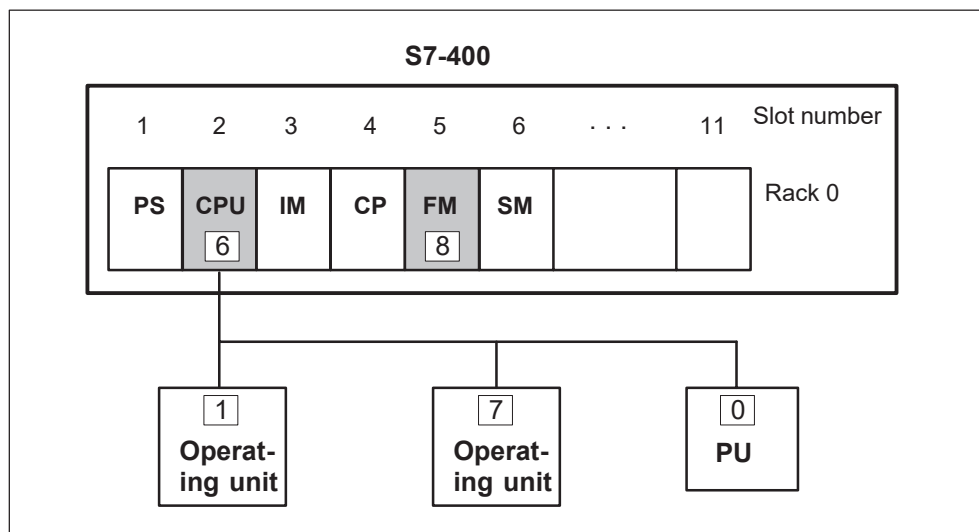 S7-400
1 2 3 4 5 6 . . . 11 Slot number
PS CPU IM CP FM SM Rack 0
6 8
1 7 0
Operat- Operat- PU
ing unit ing unit